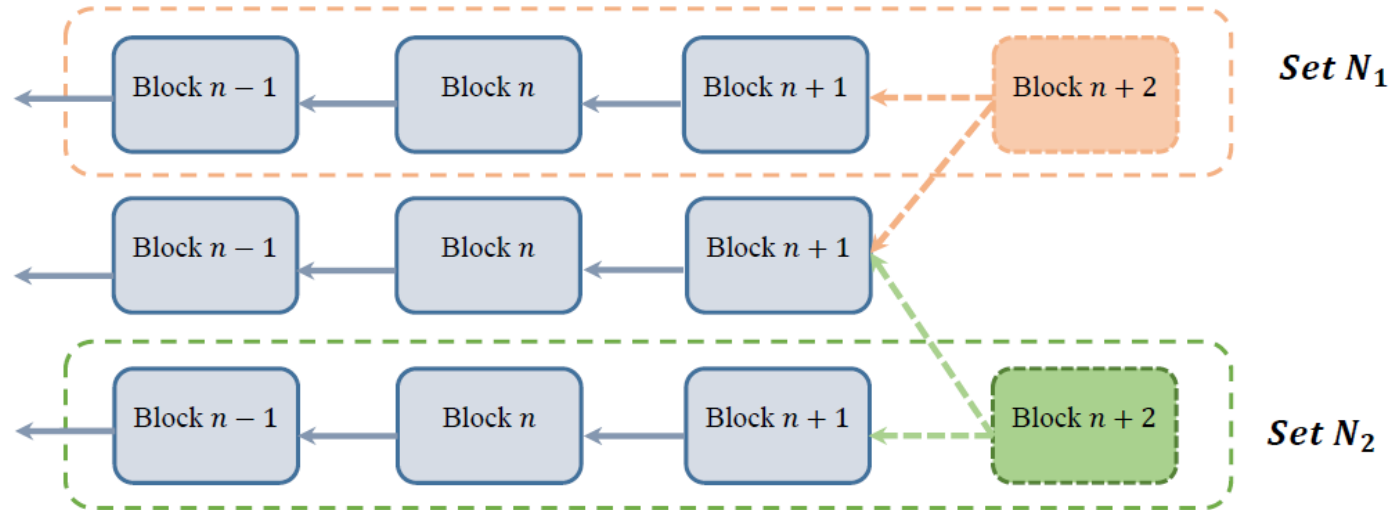 Block n − 1 Block n Block n + 1 Block n + 2 Set N₁
Block n − 1 Block n Block n + 1
Block n − 1 Block n Block n + 1 Block n + 2 Set N₂